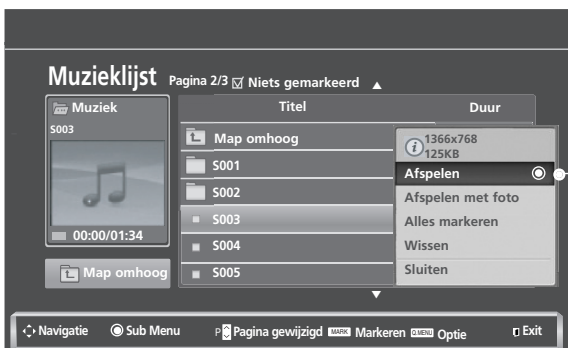 Muzieklijst
Pagina 2/3 Niets gemarkeerd
Muziek
S003
00:00/01:34
Map omhoog
Titel Duur
Map omhoog
S001
S002
S003
S004
S005
1366x768
125KB
Afspelen
Afspelen met foto
Alles markeren
Wissen
Sluiten
Navigatie Sub Menu P Pagina gewijzigd MARK Markeren Q.MENU Optie Exit